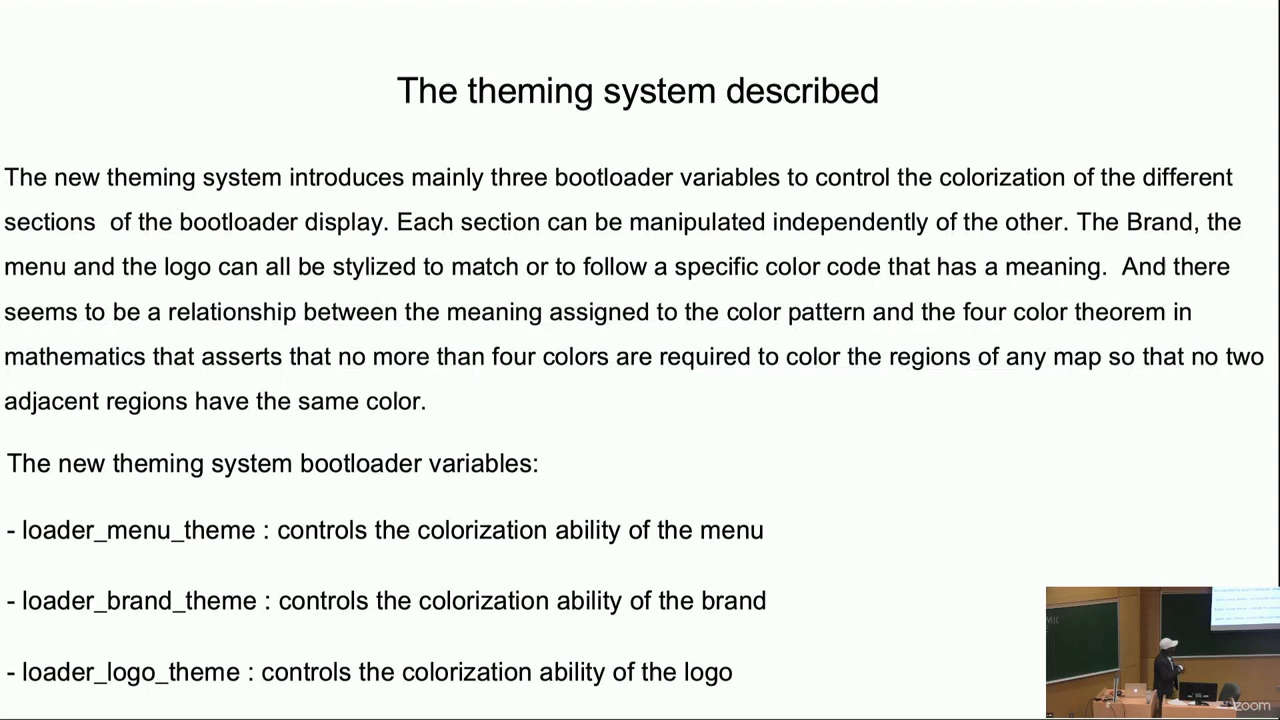 The theming system described
The new theming system introduces mainly three bootloader variables to control the colorization of the different
sections of the bootloader display. Each section can be manipulated independently of the other. The Brand, the
menu and the logo can all be stylized to match or to follow a specific color code that has a meaning. And there
seems to be a relationship between the meaning assigned to the color pattern and the four color theorem in
mathematics that asserts that no more than four colors are required to color the regions of any map so that no two
adjacent regions have the same color.
The new theming system bootloader variables:
- loader_menu_theme : controls the colorization ability of the menu
- loader_brand_theme : controls the colorization ability of the brand
- loader_logo_theme : controls the colorization ability of the logo
zoom